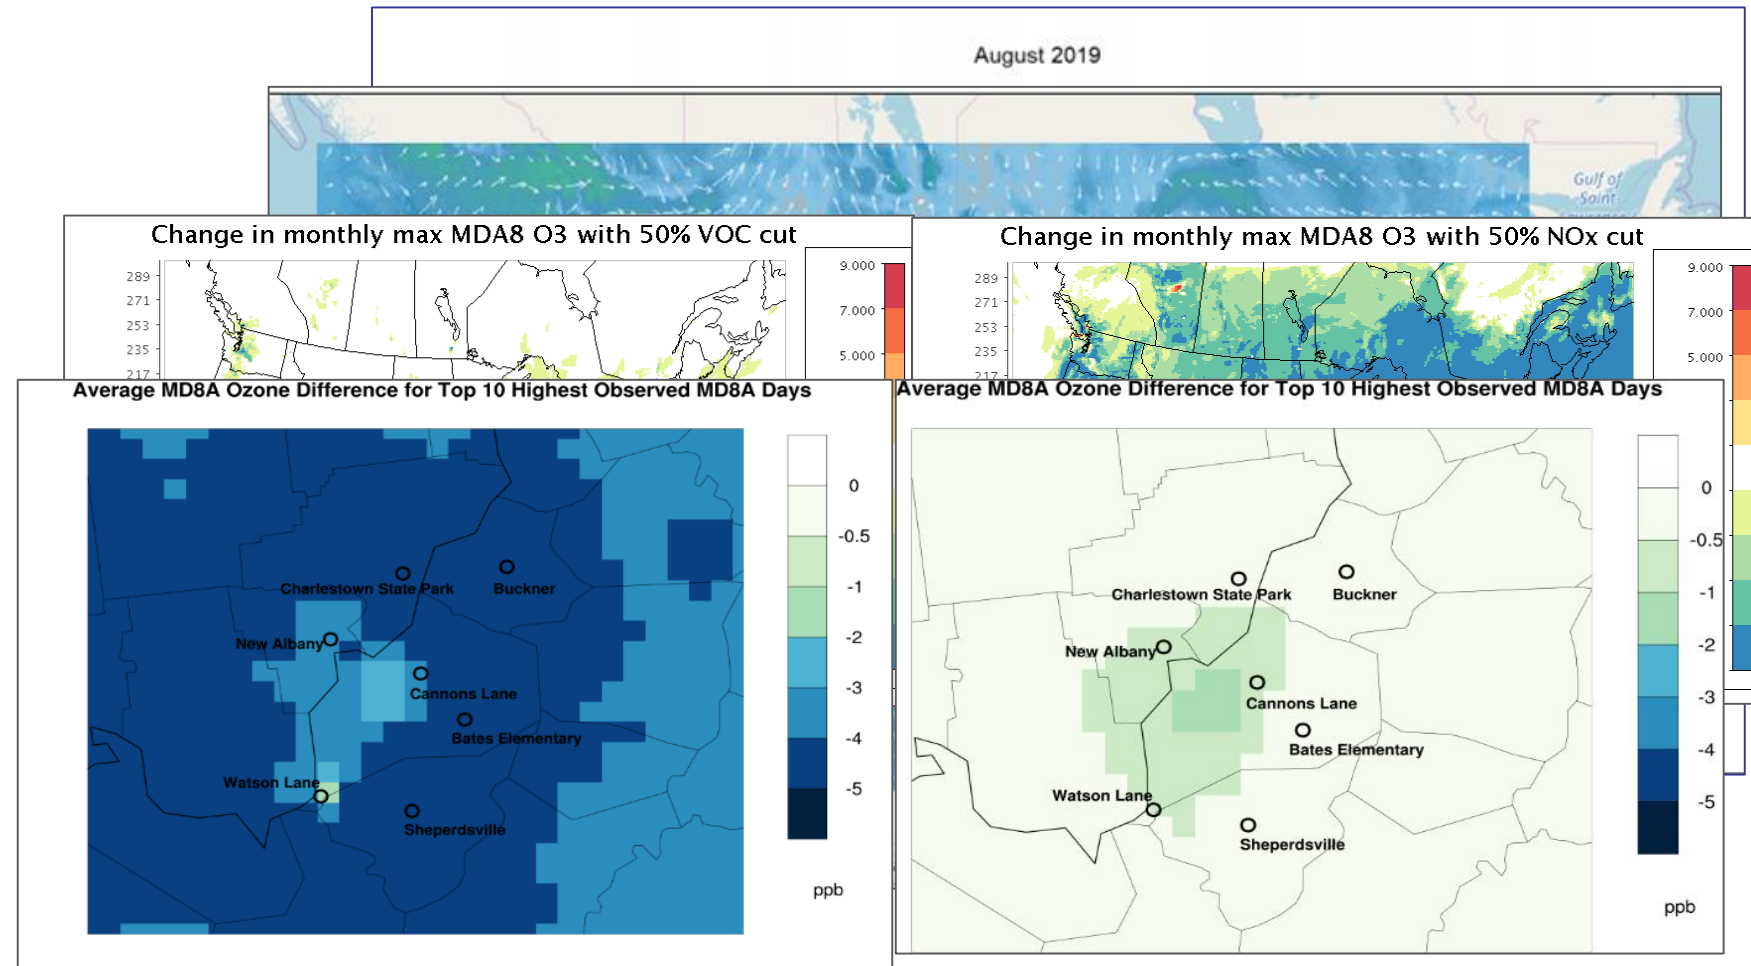 August 2019
Gulf of
Saint
Change in monthly max MDA8 O3 with 50% VOC cut
289
271
253
235
217
9.000
7.000
5.000
Change in monthly max MDA8 O3 with 50% NOx cut
289
271
253
235
217
9.000
7.000
5.000
Average MD8A Ozone Difference for Top 10 Highest Observed MD8A Days
Charlestown State Park
Buckner
New Albany
Cannons Lane
Bates Elementary
Watson Lane
Sheperdsville
0
-0.5
-1
-2
-3
-4
-5
ppb
Average MD8A Ozone Difference for Top 10 Highest Observed MD8A Days
Charlestown State Park
Buckner
New Albany
Cannons Lane
Bates Elementary
Watson Lane
Sheperdsville
0
-0.5
-1
-2
-3
-4
-5
ppb